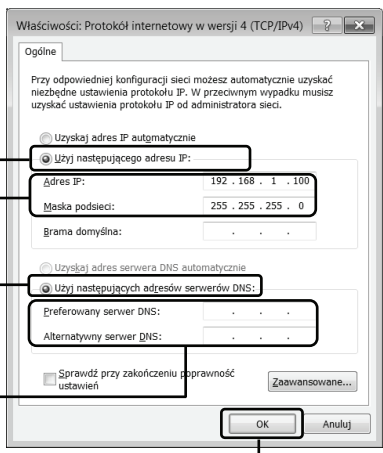 Właściwości: Protokół internetowy w wersji 4 (TCP/IPv4)
Ogólne
Przy odpowiedniej konfiguracji sieci możesz automatycznie uzyskać
niezbędne ustawienia protokołu IP. W przeciwnym wypadku musisz
uzyskać ustawienia protokołu IP od administratora sieci.
Uzyskaj adres IP automatycznie
Użyj następującego adresu IP:
Adres IP: 192 . 168 . 1 . 100
Maska podsieci: 255 . 255 . 255 . 0
Brama domyślna: . . .
Uzyskaj adres serwera DNS automatycznie
Użyj następujących adresów serwerów DNS:
Preferowany serwer DNS: . . .
Alternatywny serwer DNS: . . .
Sprawdź przy zakończeniu poprawność
ustawień
Zaawansowane...
OK Anuluj